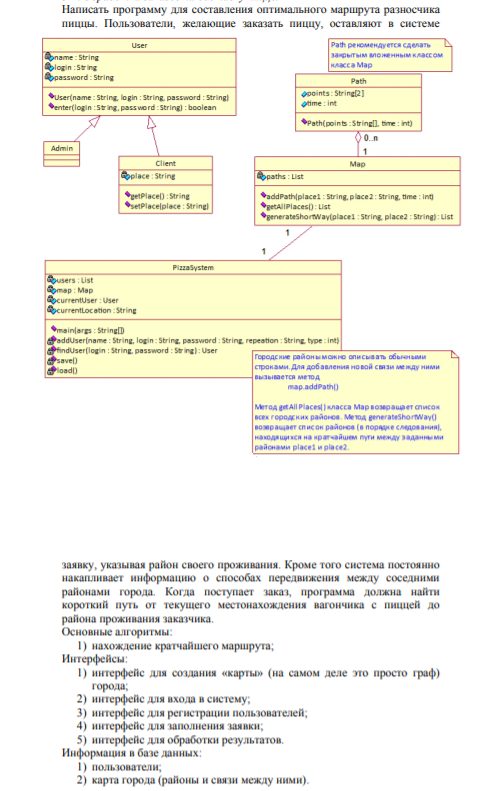 Написать программу для составления оптимального маршрута разносчика
пиццы. Пользователи, желающие заказать пиццу, оставляют в системе
User
name : String
login : String
password : String
User(name : String, login : String, password : String)
enter(login : String, password : String) : boolean
Path рекомендуется сделать
закрытым вложенным классом
класса Map
Path
points : String[2]
time : int
Path(points : String[], time : int)
0..n
1
Admin
Client
place : String
getPlace() : String
setPlace(place : String)
Map
paths : List
addPath(place1 : String, place2 : String, time : int)
getAllPlaces() : List
generateShortWay(place1 : String, place2 : String) : List
1
1
PizzaSystem
users : List
map : Map
currentUser : User
currentLocation : String
main(args : String[])
addUser(name : String, login : String, password : String, repeation : String, type : int)
findUser(login : String, password : String) : User
save()
load()
Городские районы можно описывать обычными
строками. Для добавления новой связи между ними
вызывается метод
map.addPath()
Метод getAllPlaces() класса Map возвращает список
всех городских районов. Метод generateShortWay()
возвращает список районов (в порядке следования),
находящихся на кратчайшем пути между заданными
районами place1 и place2.
заявку, указывая район своего проживания. Кроме того система постоянно
накапливает информацию о способах передвижения между соседними
районами города. Когда поступает заказ, программа должна найти
короткий путь от текущего местонахождения вагончика с пиццей до
района проживания заказчика.
Основные алгоритмы:
1) нахождение кратчайшего маршрута;
Интерфейсы:
1) интерфейс для создания «карты» (на самом деле это просто граф)
города;
2) интерфейс для входа в систему;
3) интерфейс для регистрации пользователей;
4) интерфейс для заполнения заявки;
5) интерфейс для обработки результатов.
Информация в базе данных:
1) пользователи;
2) карта города (районы и связи между ними).